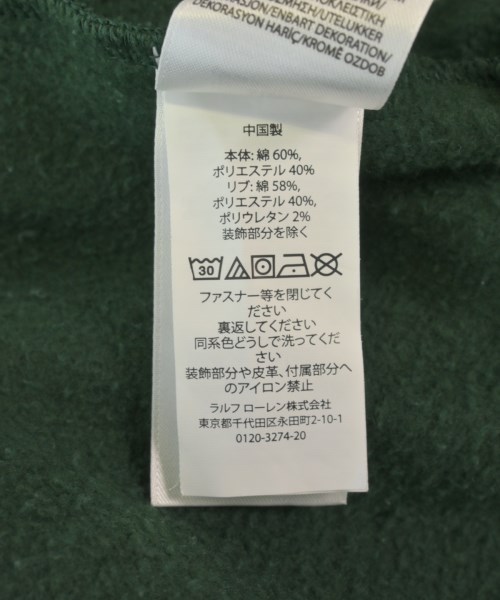 DEKORASYON HARİÇ/KROMĚ OZDOB
中国製
本体: 綿 60%,
ポリエステル 40%
リブ: 綿 58%,
ポリエステル 40%,
ポリウレタン 2%
装飾部分を除く
30
ファスナー等を閉じてく
ださい
裏返してください
同系色どうしで洗ってくだ
さい
装飾部分や皮革、付属部分へ
のアイロン禁止
ラルフ ローレン株式会社
東京都千代田区永田町2-10-1
0120-3274-20